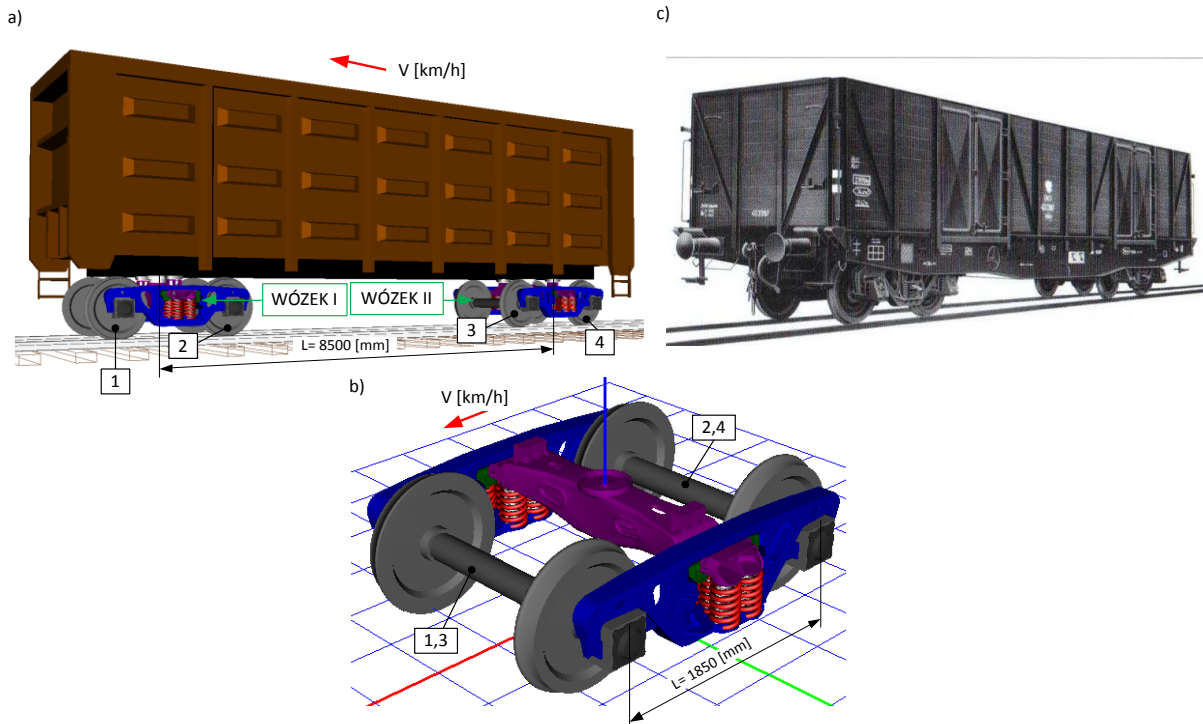 a)
V [km/h]
WÓZEK I
WÓZEK II
1
2
3
4
L= 8500 [mm]
c)
b)
V [km/h]
2,4
1,3
L= 1850 [mm]